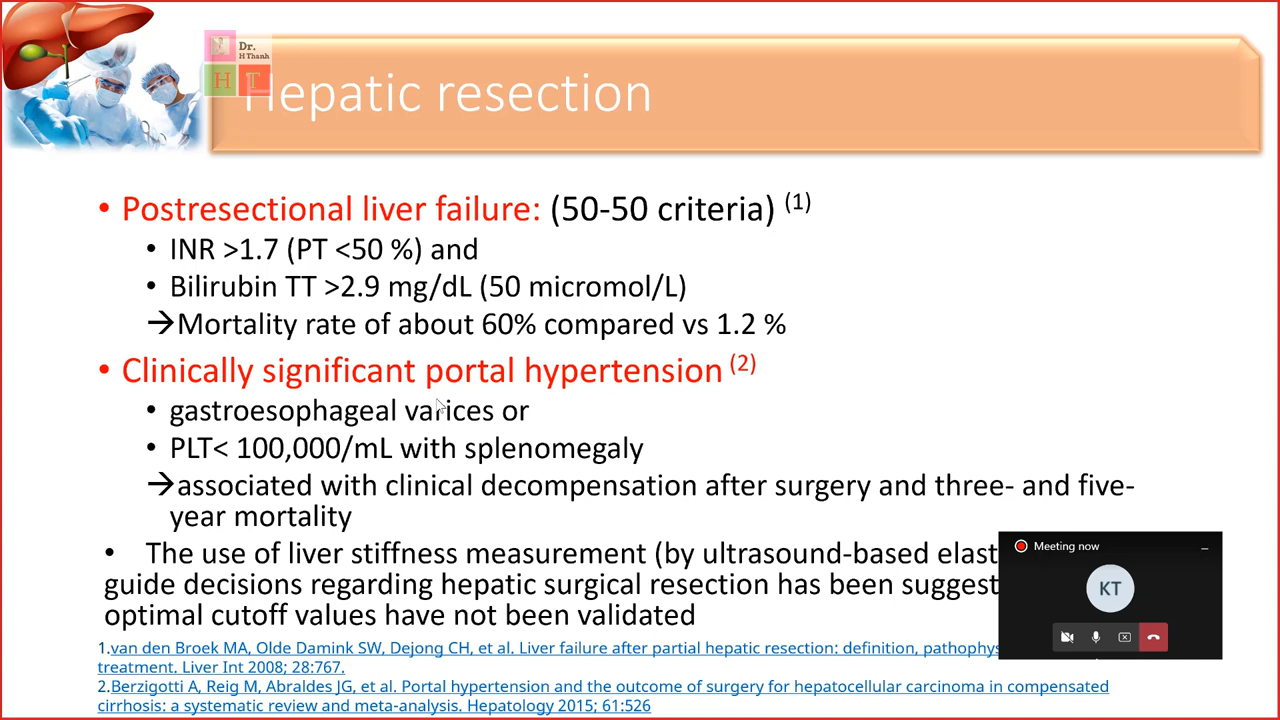 Dr.
H Thanh
H T
Hepatic resection
• Postresectional liver failure: (50-50 criteria) (1)
• INR >1.7 (PT <50 %) and
• Bilirubin TT >2.9 mg/dL (50 micromol/L)
→Mortality rate of about 60% compared vs 1.2 %
• Clinically significant portal hypertension (2)
• gastroesophageal varices or
• PLT< 100,000/mL with splenomegaly
→associated with clinical decompensation after surgery and three- and five-
year mortality
• The use of liver stiffness measurement (by ultrasound-based
guide decisions regarding hepatic surgical resection has been
optimal cutoff values have not been validated
Meeting now
KT
1.van den Broek MA, Olde Damink SW, Dejong CH, et al. Liver failure after partial hepatic resection: definition,
treatment. Liver Int 2008; 28:767.
2.Berzigotti A, Reig M, Abraldes JG, et al. Portal hypertension and the outcome of surgery for hepatocellular carcinoma in compensated
cirrhosis: a systematic review and meta-analysis. Hepatology 2015; 61:526